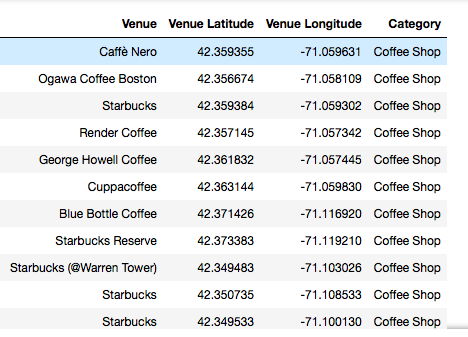 Venue Venue Latitude Venue Longitude Category
Caffè Nero 42.359355 -71.059631 Coffee Shop
Ogawa Coffee Boston 42.356674 -71.058109 Coffee Shop
Starbucks 42.359384 -71.059302 Coffee Shop
Render Coffee 42.357145 -71.057342 Coffee Shop
George Howell Coffee 42.361832 -71.057445 Coffee Shop
Cuppacoffee 42.363144 -71.059830 Coffee Shop
Blue Bottle Coffee 42.371426 -71.116920 Coffee Shop
Starbucks Reserve 42.373383 -71.119210 Coffee Shop
Starbucks (@Warren Tower) 42.349483 -71.103026 Coffee Shop
Starbucks 42.350735 -71.108533 Coffee Shop
Starbucks 42.349533 -71.100130 Coffee Shop